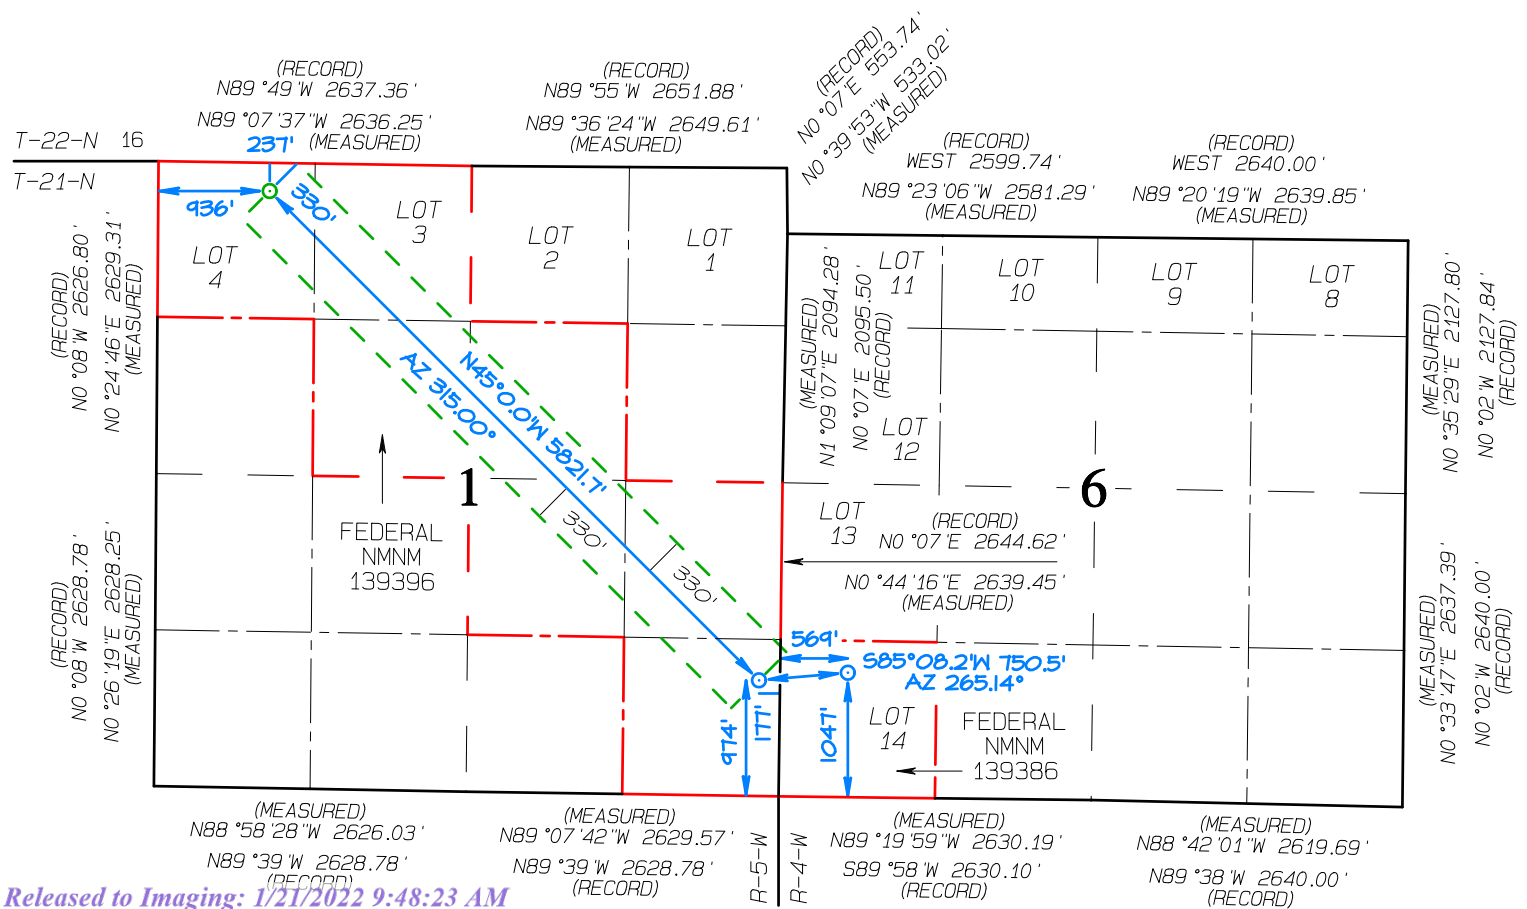 (RECORD)
N89°49'W 2637.36'
N89°07'37"W 2636.25'
(MEASURED)
237'
(RECORD)
N89°55'W 2651.88'
N89°36'24"W 2649.61'
(MEASURED)
(RECORD)
N0°07'E 553.74'
N0°39'53"W 533.02'
(MEASURED)
(RECORD)
WEST 2599.74'
N89°23'06"W 2581.29'
(MEASURED)
(RECORD)
WEST 2640.00'
N89°20'19"W 2639.85'
(MEASURED)
T-22-N 16
T-21-N
936'
330'
LOT
4
LOT
3
LOT
2
LOT
1
LOT
11
LOT
10
LOT
9
LOT
8
(RECORD)
N0°08'W 2626.80'
N0°24'46"E 2629.31'
(MEASURED)
(MEASURED)
N1°09'07"E 2094.28'
N0°07'E 2095.50'
(RECORD)
(MEASURED)
N0°35'29"E 2127.80'
N0°02'W 2127.84'
(RECORD)
N45°0.0'W 5821.7'
AZ 315.00°
LOT
12
1
6
LOT
13
(RECORD)
N0°07'E 2644.62'
N0°44'16"E 2639.45'
(MEASURED)
FEDERAL
NMNM
139396
330'
330'
(RECORD)
N0°08'W 2628.78'
N0°26'19"E 2628.25'
(MEASURED)
(MEASURED)
N0°33'47"E 2637.39'
N0°02'W 2640.00'
(RECORD)
569'
S85°08.2'W 750.5'
AZ 265.14°
974'
177'
1047'
LOT
14
FEDERAL
NMNM
139386
(MEASURED)
N88°58'28"W 2626.03'
N89°39'W 2628.78'
(RECORD)
(MEASURED)
N89°07'42"W 2629.57'
N89°39'W 2628.78'
(RECORD)
R-5-W
R-4-W
(MEASURED)
N89°19'59"W 2630.19'
S89°58'W 2630.10'
(RECORD)
(MEASURED)
N88°42'01"W 2619.69'
N89°38'W 2640.00'
(RECORD)
Released to Imaging: 1/21/2022 9:48:23 AM